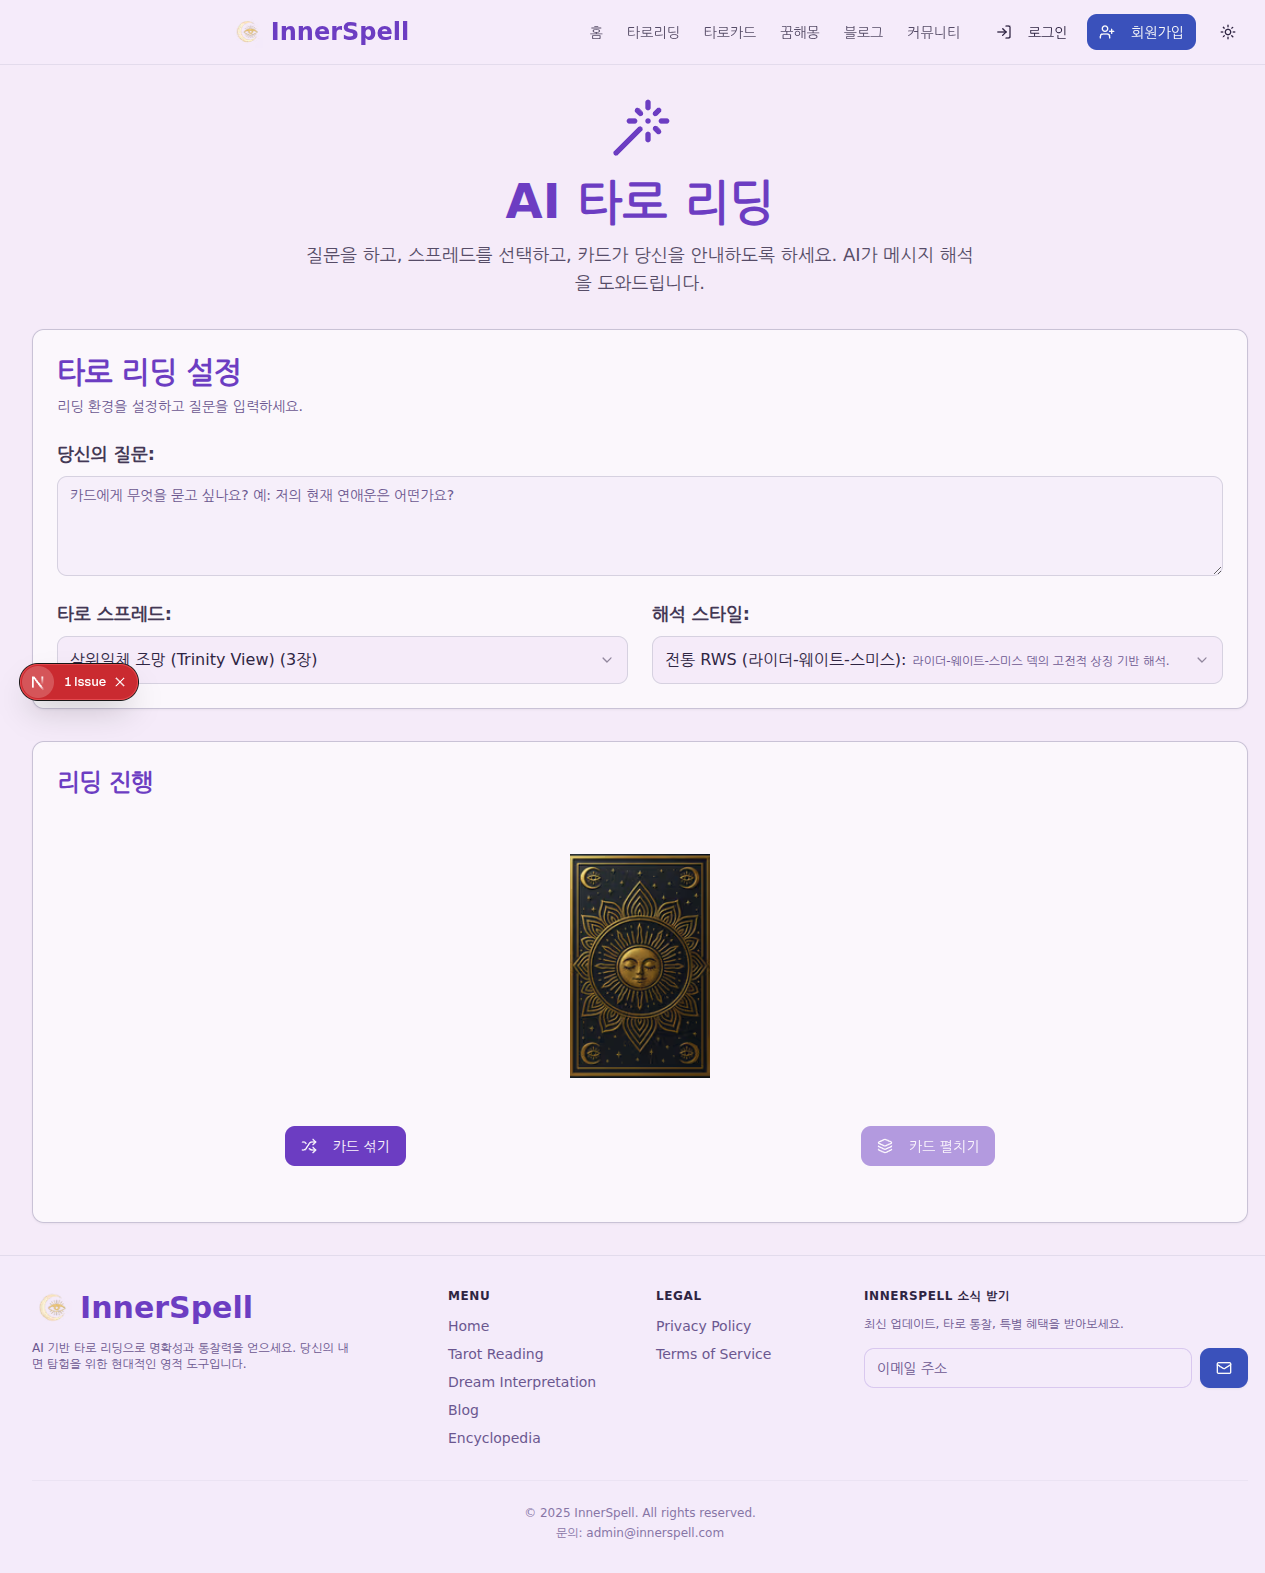 InnerSpell
홈 타로리딩 타로카드 꿈해몽 블로그 커뮤니티 로그인 회원가입
AI 타로 리딩
질문을 하고, 스프레드를 선택하고, 카드가 당신을 안내하도록 하세요. AI가 메시지 해석
을 도와드립니다.
타로 리딩 설정
리딩 환경을 설정하고 질문을 입력하세요.
당신의 질문:
카드에게 무엇을 묻고 싶나요? 예: 저의 현재 연애운은 어떤가요?
타로 스프레드:
삼위일체 조망 (Trinity View) (3장)
해석 스타일:
전통 RWS (라이더-웨이트-스미스): 라이더-웨이트-스미스 덱의 고전적 상징 기반 해석.
1 Issue
리딩 진행
카드 섞기
카드 펼치기
InnerSpell
AI 기반 타로 리딩으로 명확성과 통찰력을 얻으세요. 당신의 내
면 탐험을 위한 현대적인 영적 도구입니다.
MENU
Home
Tarot Reading
Dream Interpretation
Blog
Encyclopedia
LEGAL
Privacy Policy
Terms of Service
INNERSPELL 소식 받기
최신 업데이트, 타로 통찰, 특별 혜택을 받아보세요.
이메일 주소
© 2025 InnerSpell. All rights reserved.
문의: admin@innerspell.com